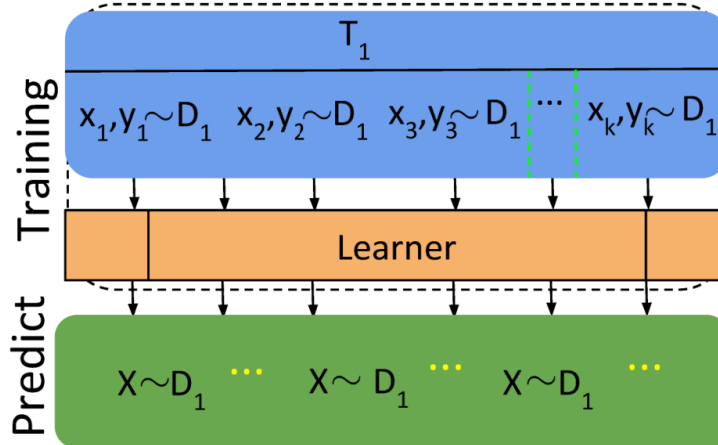 Training
T₁
x₁,y₁∼D₁ x₂,y₂∼D₁ x₃,y₃∼D₁ ... xₖ,yₖ∼D₁
Learner
Predict
X∼D₁ ... X∼ D₁ ... X∼D₁ ...